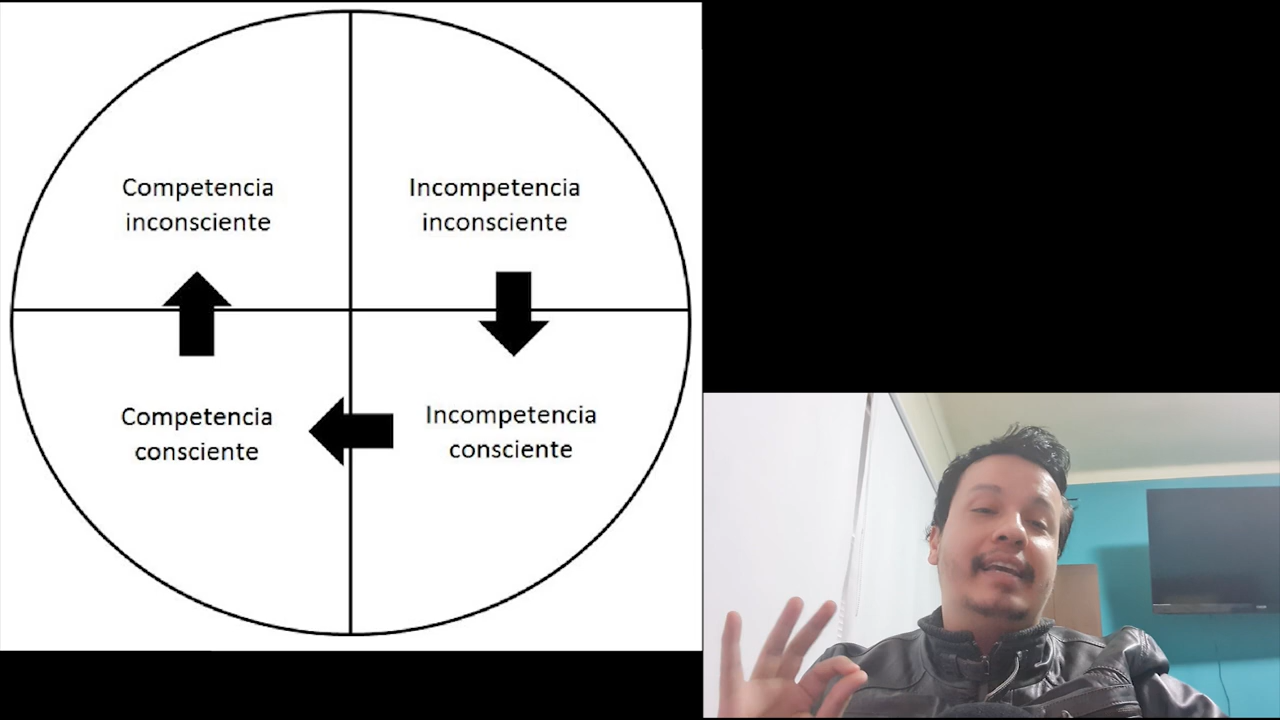 Competencia
inconsciente
Incompetencia
inconsciente
Competencia
consciente
Incompetencia
consciente